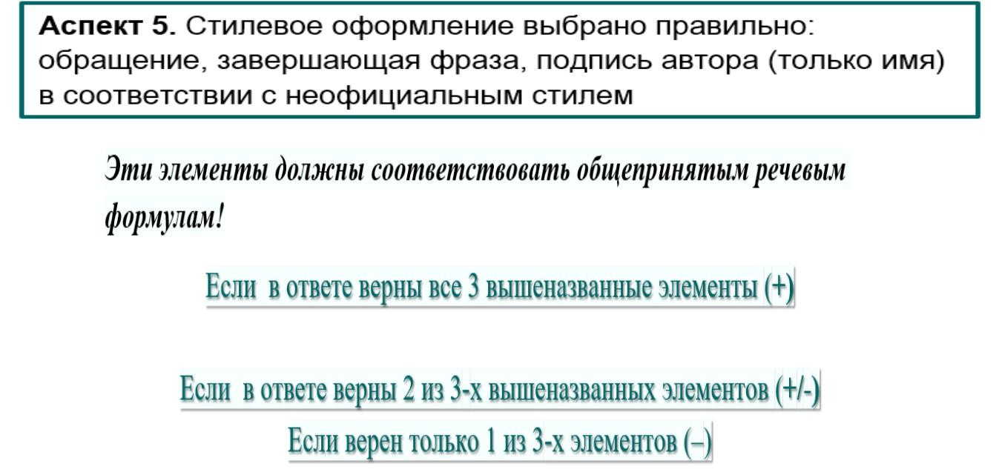 Аспект 5. Стилевое оформление выбрано правильно:
обращение, завершающая фраза, подпись автора (только имя)
в соответствии с неофициальным стилем
Эти элементы должны соответствовать общепринятым речевым
формулам!
Если в ответе верны все 3 вышеназванные элементы (+)
Если в ответе верны 2 из 3-х вышеназванных элементов (+/-)
Если верен только 1 из 3-х элементов (–)